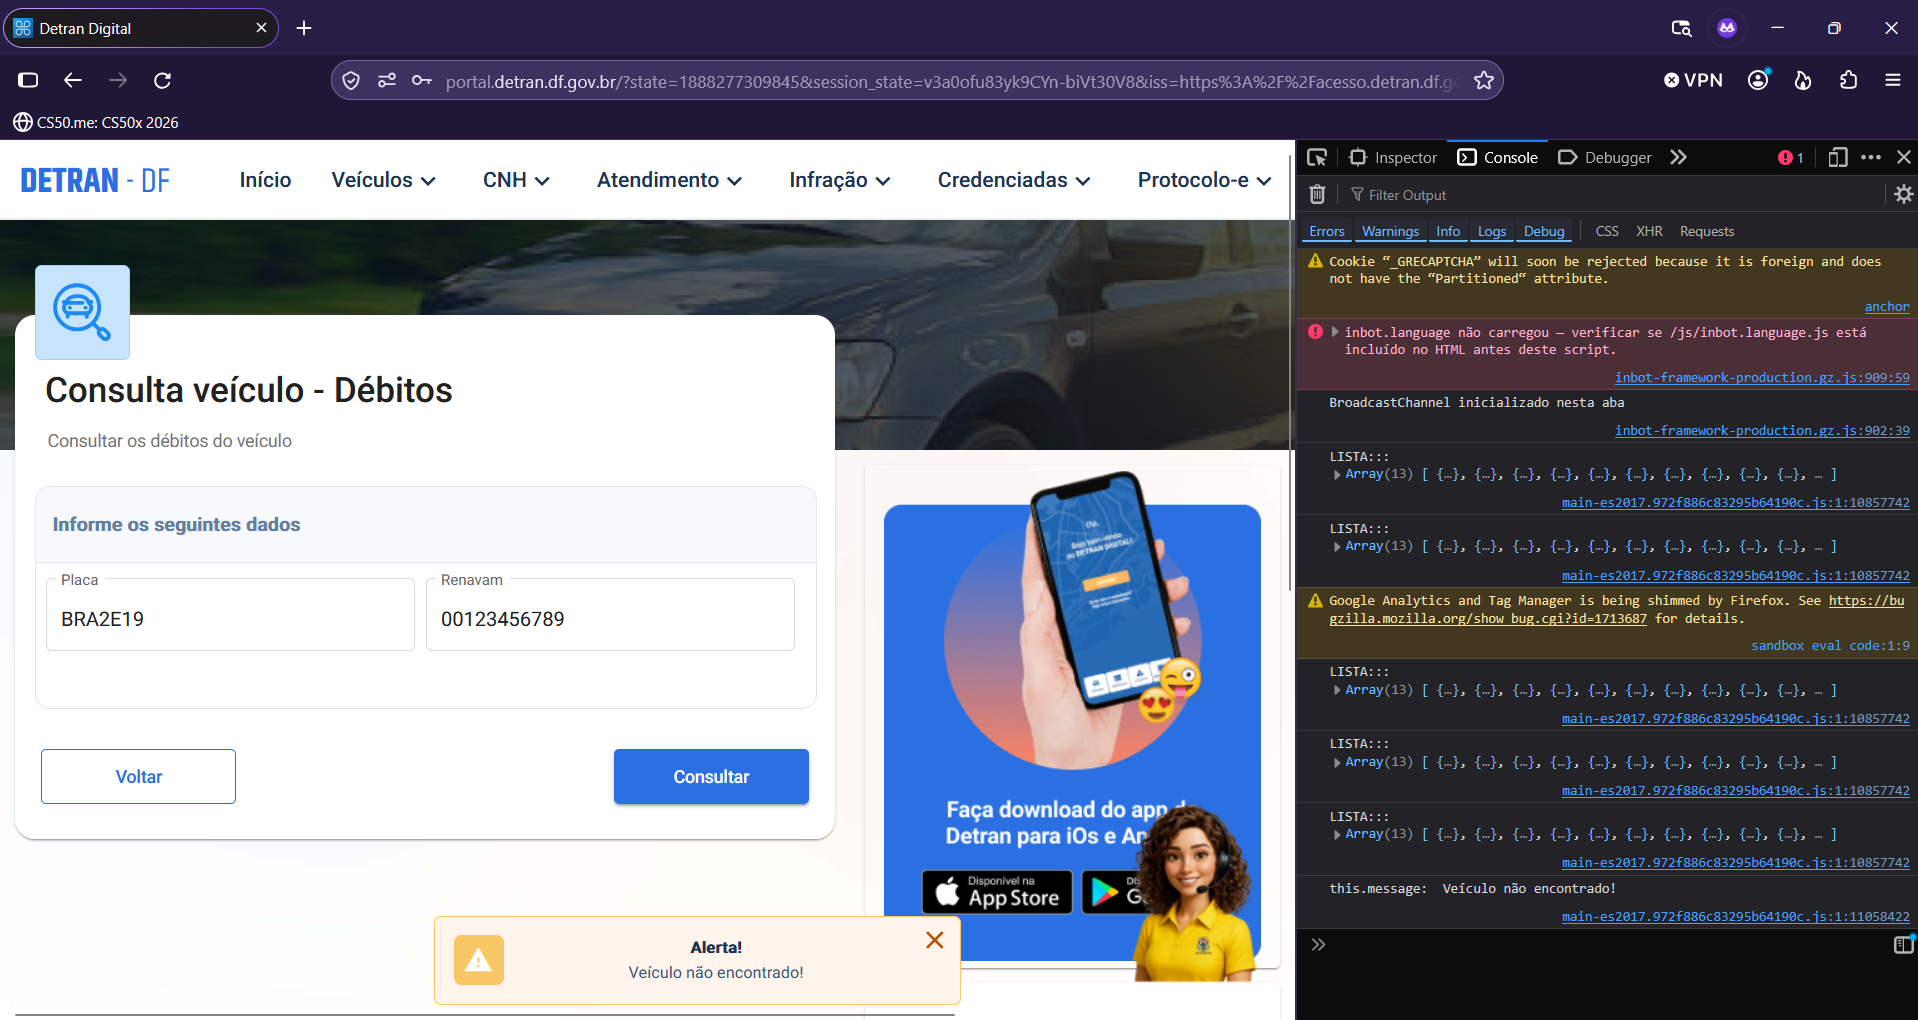 Detran Digital
VPN
portal.detran.df.gov.br/?state=1888277309845&session_state=v3a0ofu83yk9CYn-biVt30V8&iss=https%3A%2F%2Facesso.detran.df.go
CS50.me: CS50x 2026
DETRAN - DF
Início
Veículos
CNH
Atendimento
Infração
Credenciadas
Protocolo-e
Consulta veículo - Débitos
Consultar os débitos do veículo
Informe os seguintes dados
Placa
BRA2E19
Renavam
00123456789
Voltar
Consultar
DETRAN DIGITAL!
Faça download do app d
Detran para iOs e An
Disponível na
App Store
DIS
G
Alerta!
Veículo não encontrado!
Inspector
Console
Debugger
1
Filter Output
Errors
Warnings
Info
Logs
Debug
CSS
XHR
Requests
Cookie “_GRECAPTCHA” will soon be rejected because it is foreign and does
not have the “Partitioned“ attribute.
anchor
inbot.language não carregou — verificar se /js/inbot.language.js está
incluído no HTML antes deste script.
inbot-framework-production.gz.js:909:59
BroadcastChannel inicializado nesta aba
inbot-framework-production.gz.js:902:39
LISTA:::
Array(13) [ {…}, {…}, {…}, {…}, {…}, {…}, {…}, {…}, {…}, {…}, … ]
main-es2017.972f886c83295b64190c.js:1:10857742
LISTA:::
Array(13) [ {…}, {…}, {…}, {…}, {…}, {…}, {…}, {…}, {…}, {…}, … ]
main-es2017.972f886c83295b64190c.js:1:10857742
Google Analytics and Tag Manager is being shimmed by Firefox. See https://bu
gzilla.mozilla.org/show_bug.cgi?id=1713687 for details.
sandbox eval code:1:9
LISTA:::
Array(13) [ {…}, {…}, {…}, {…}, {…}, {…}, {…}, {…}, {…}, {…}, … ]
main-es2017.972f886c83295b64190c.js:1:10857742
LISTA:::
Array(13) [ {…}, {…}, {…}, {…}, {…}, {…}, {…}, {…}, {…}, {…}, … ]
main-es2017.972f886c83295b64190c.js:1:10857742
LISTA:::
Array(13) [ {…}, {…}, {…}, {…}, {…}, {…}, {…}, {…}, {…}, {…}, … ]
main-es2017.972f886c83295b64190c.js:1:10857742
this.message:  Veículo não encontrado!
main-es2017.972f886c83295b64190c.js:1:11058422